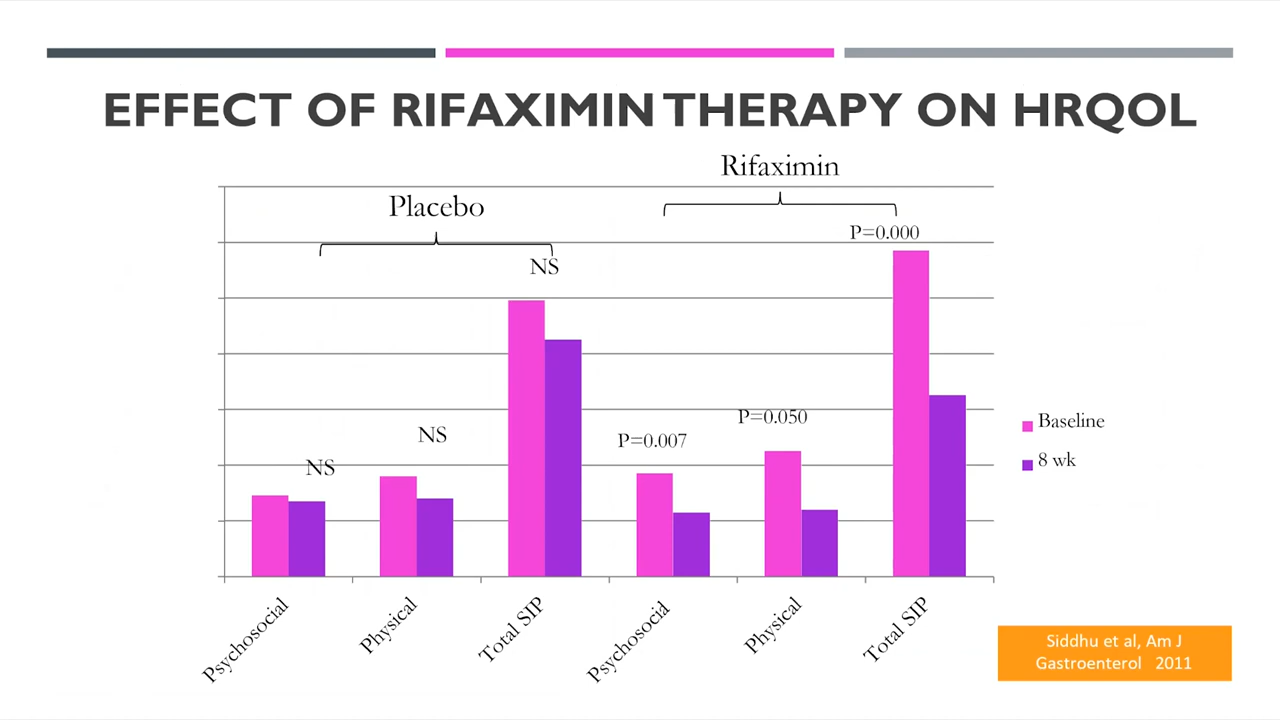 EFFECT OF RIFAXIMIN THERAPY ON HRQOL
Rifaximin
Placebo
P=0.000
NS
P=0.050
NS
P=0.007
NS
Baseline
8 wk
Psychosocial
Physical
Total SIP
Psychosocial
Physical
Total SIP
Siddhu et al, Am J
Gastroenterol 2011